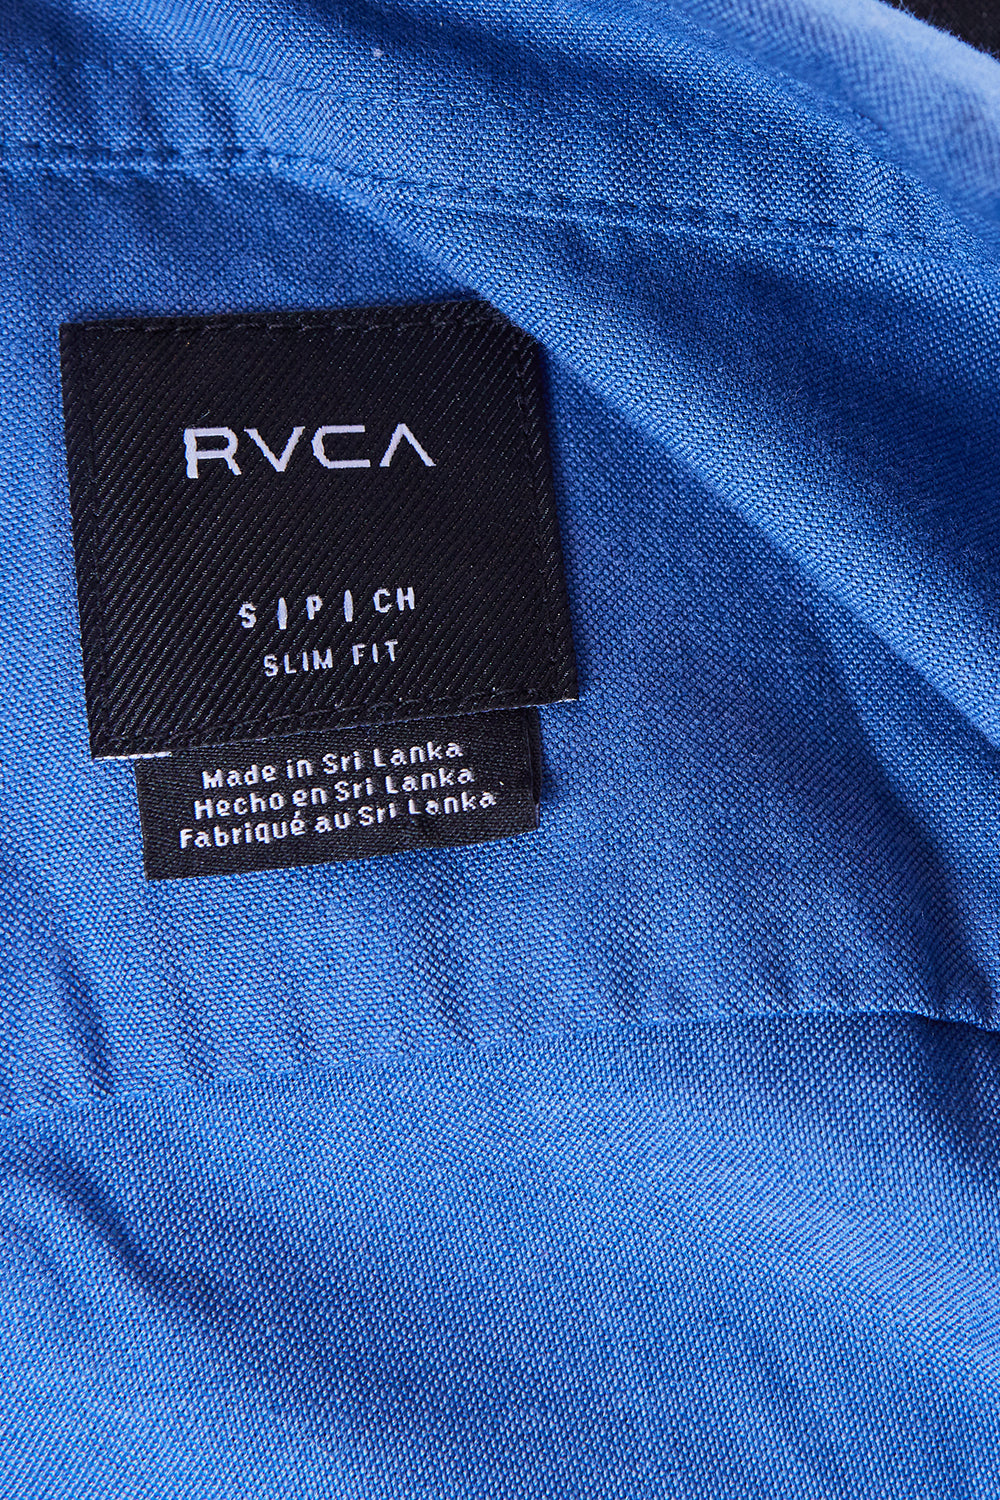 RVCA
S | P | CH
SLIM FIT
Made in Sri Lanka
Hecho en Sri Lanka
Fabriqué au Sri Lanka